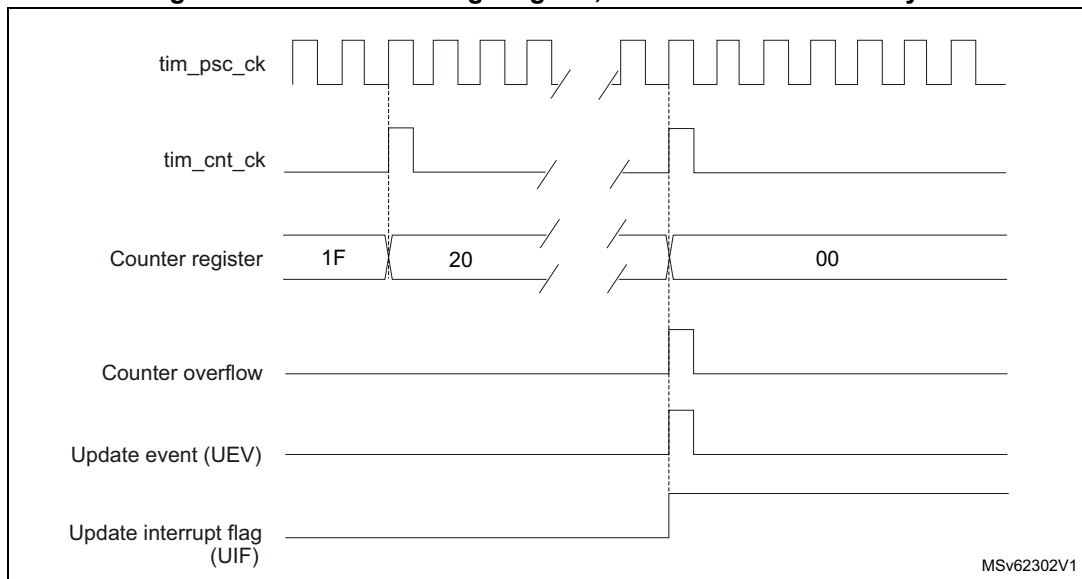 tim_psc_ck
tim_cnt_ck
Counter register
1F
20
00
Counter overflow
Update event (UEV)
Update interrupt flag
(UIF)
MSv62302V1